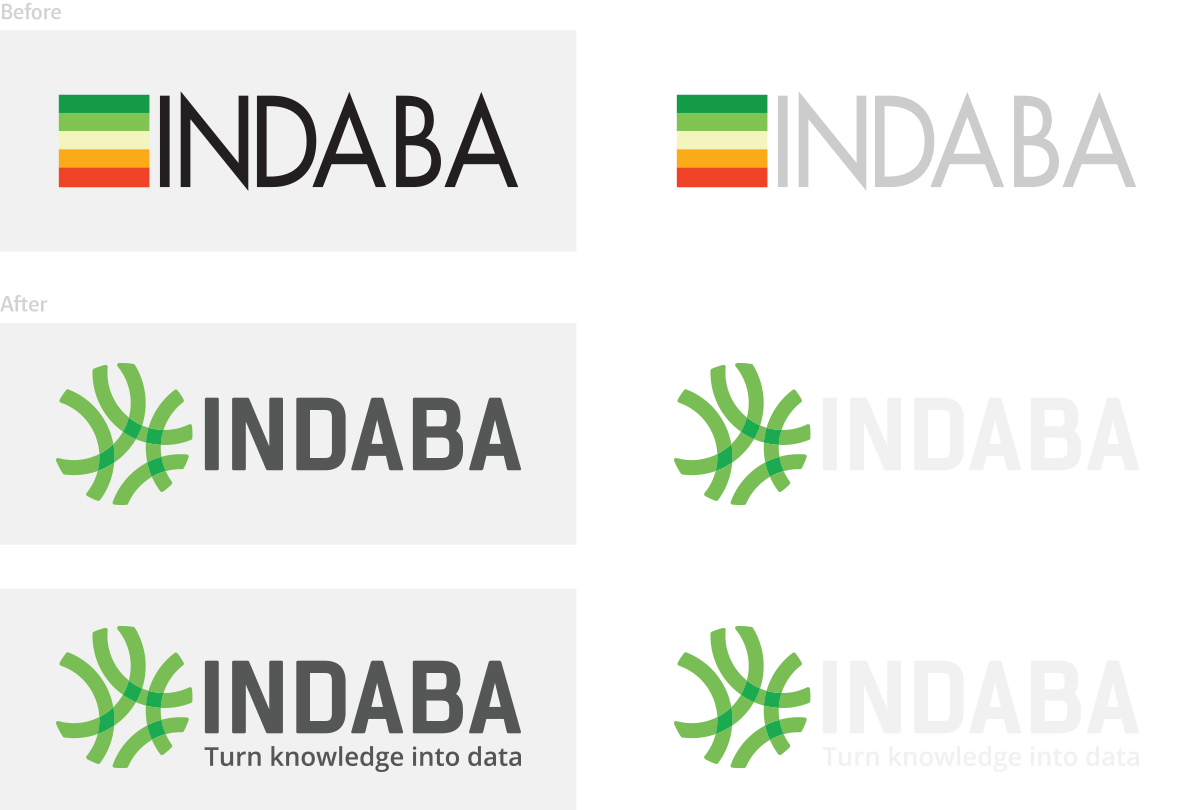 Before
INDABA
INDABA
After
INDABA
INDABA
INDABA
Turn knowledge into data
INDABA
Turn knowledge into data